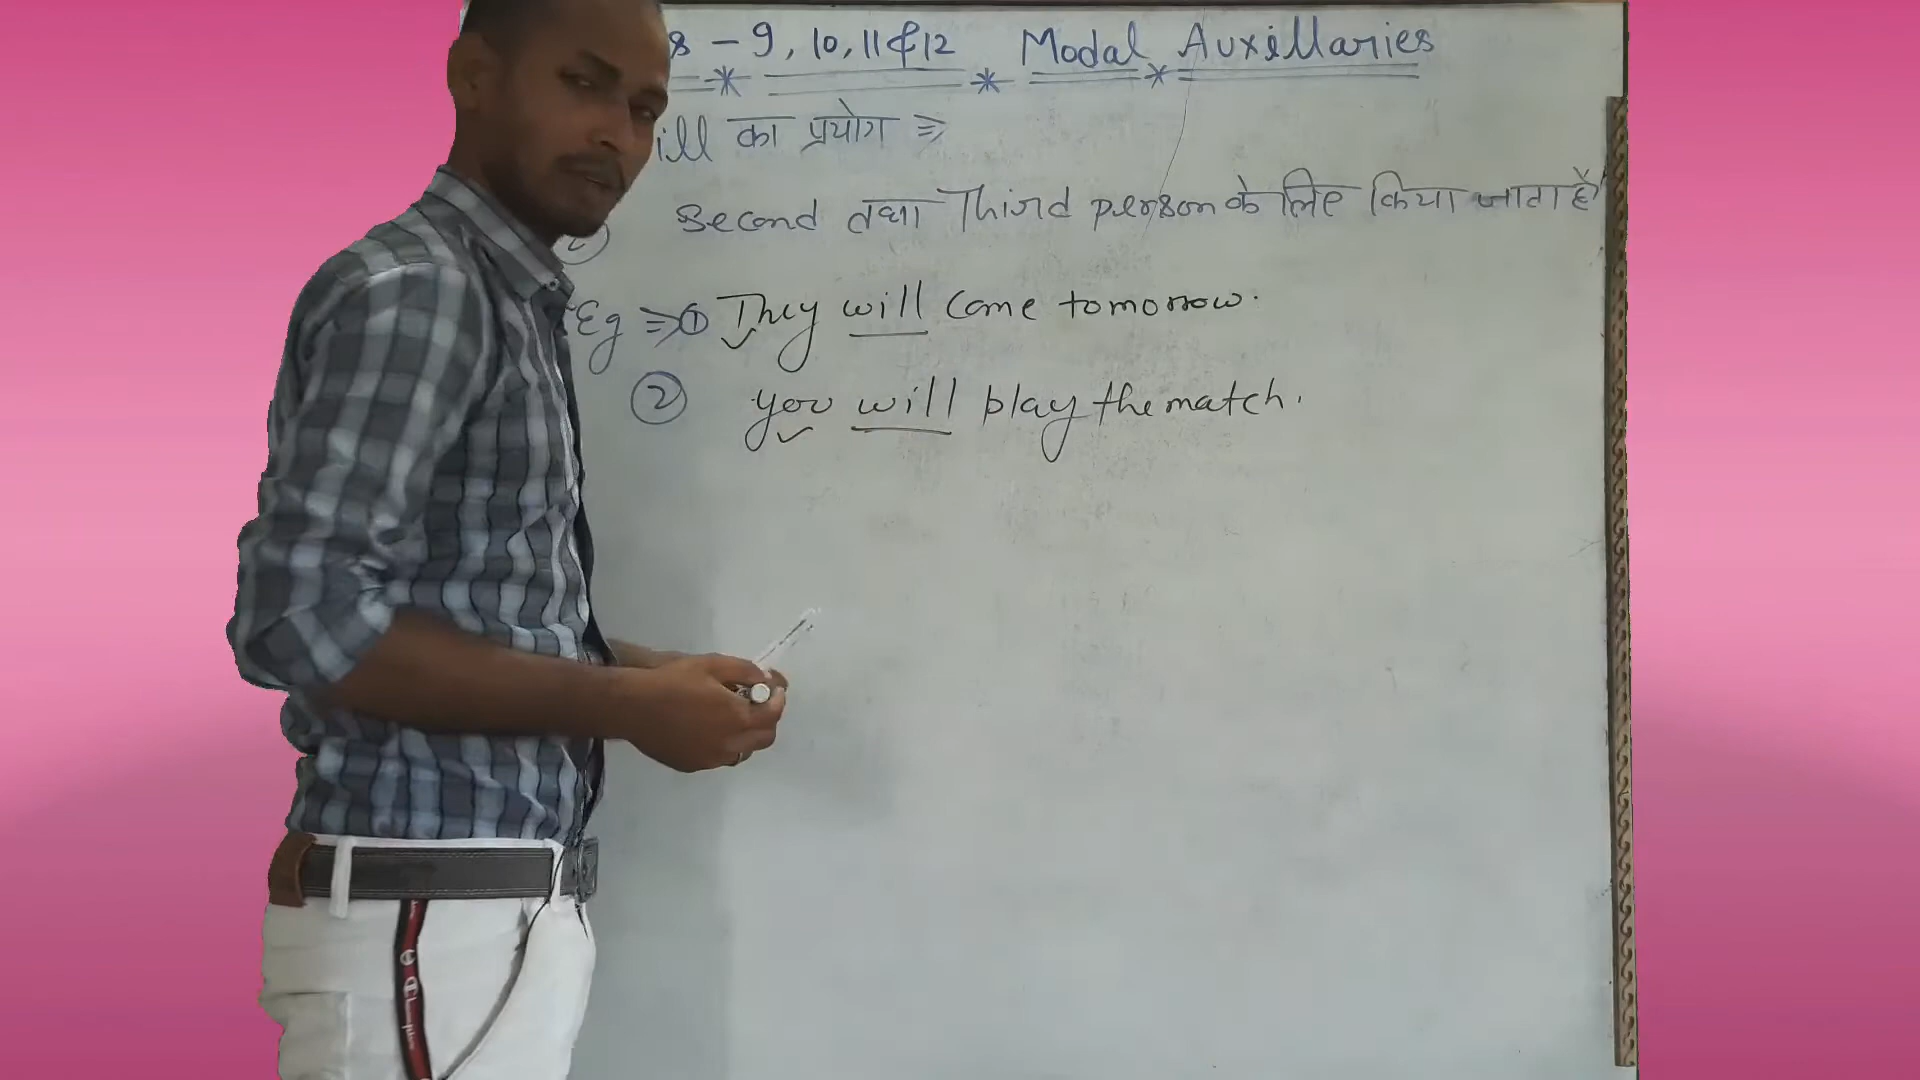 8 - 9, 10, 11 & 12 Modal Auxillaries
ill का प्रयोग ⇒
Second तथा Third person के लिए किया जाता है
Eg ⇒ ① They will come tomorrow.
② you will play the match.